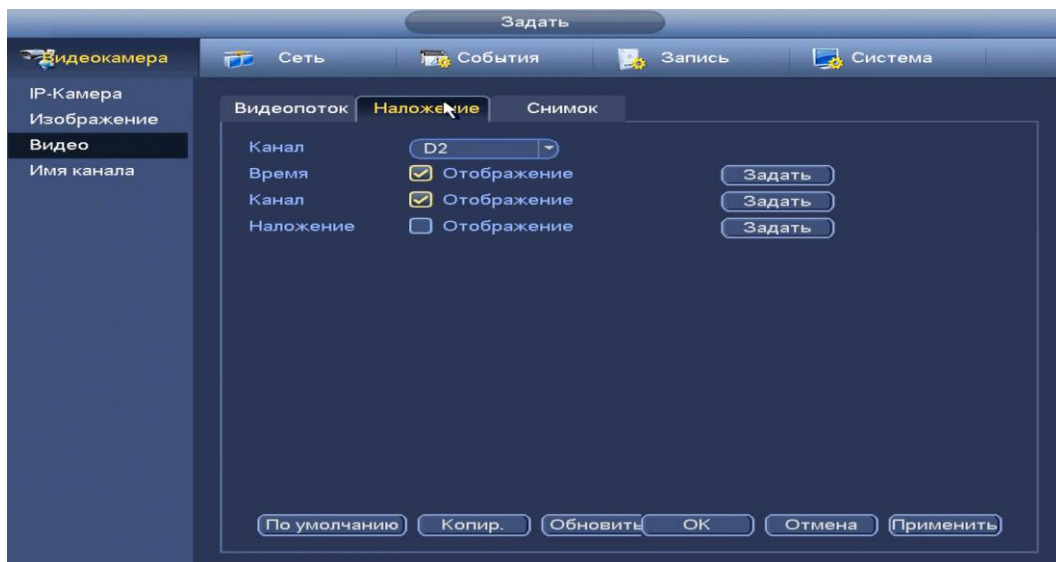 Задать
Видеокамера Сеть События Запись Система
IP-Камера
Изображение
Видео
Имя канала
Видеопоток Наложение Снимок
Канал D2
Время Отображение Задать
Канал Отображение Задать
Наложение Отображение Задать
По умолчанию Копир. Обновить OK Отмена Применить